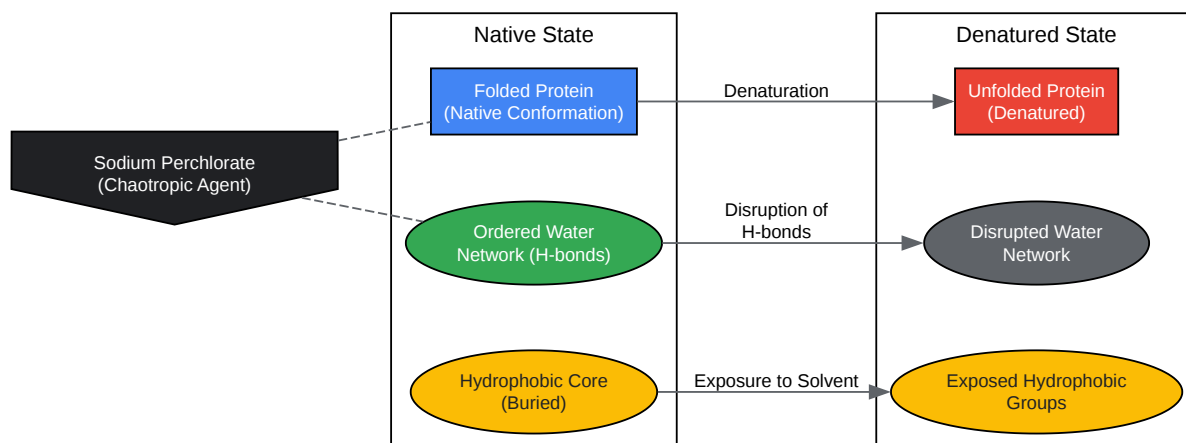 Native State
Denatured State
Folded Protein
(Native Conformation)
Denaturation
Unfolded Protein
(Denatured)
Sodium Perchlorate
(Chaotropic Agent)
Ordered Water
Network (H-bonds)
Disruption of
H-bonds
Disrupted Water
Network
Hydrophobic Core
(Buried)
Exposure to Solvent
Exposed Hydrophobic
Groups